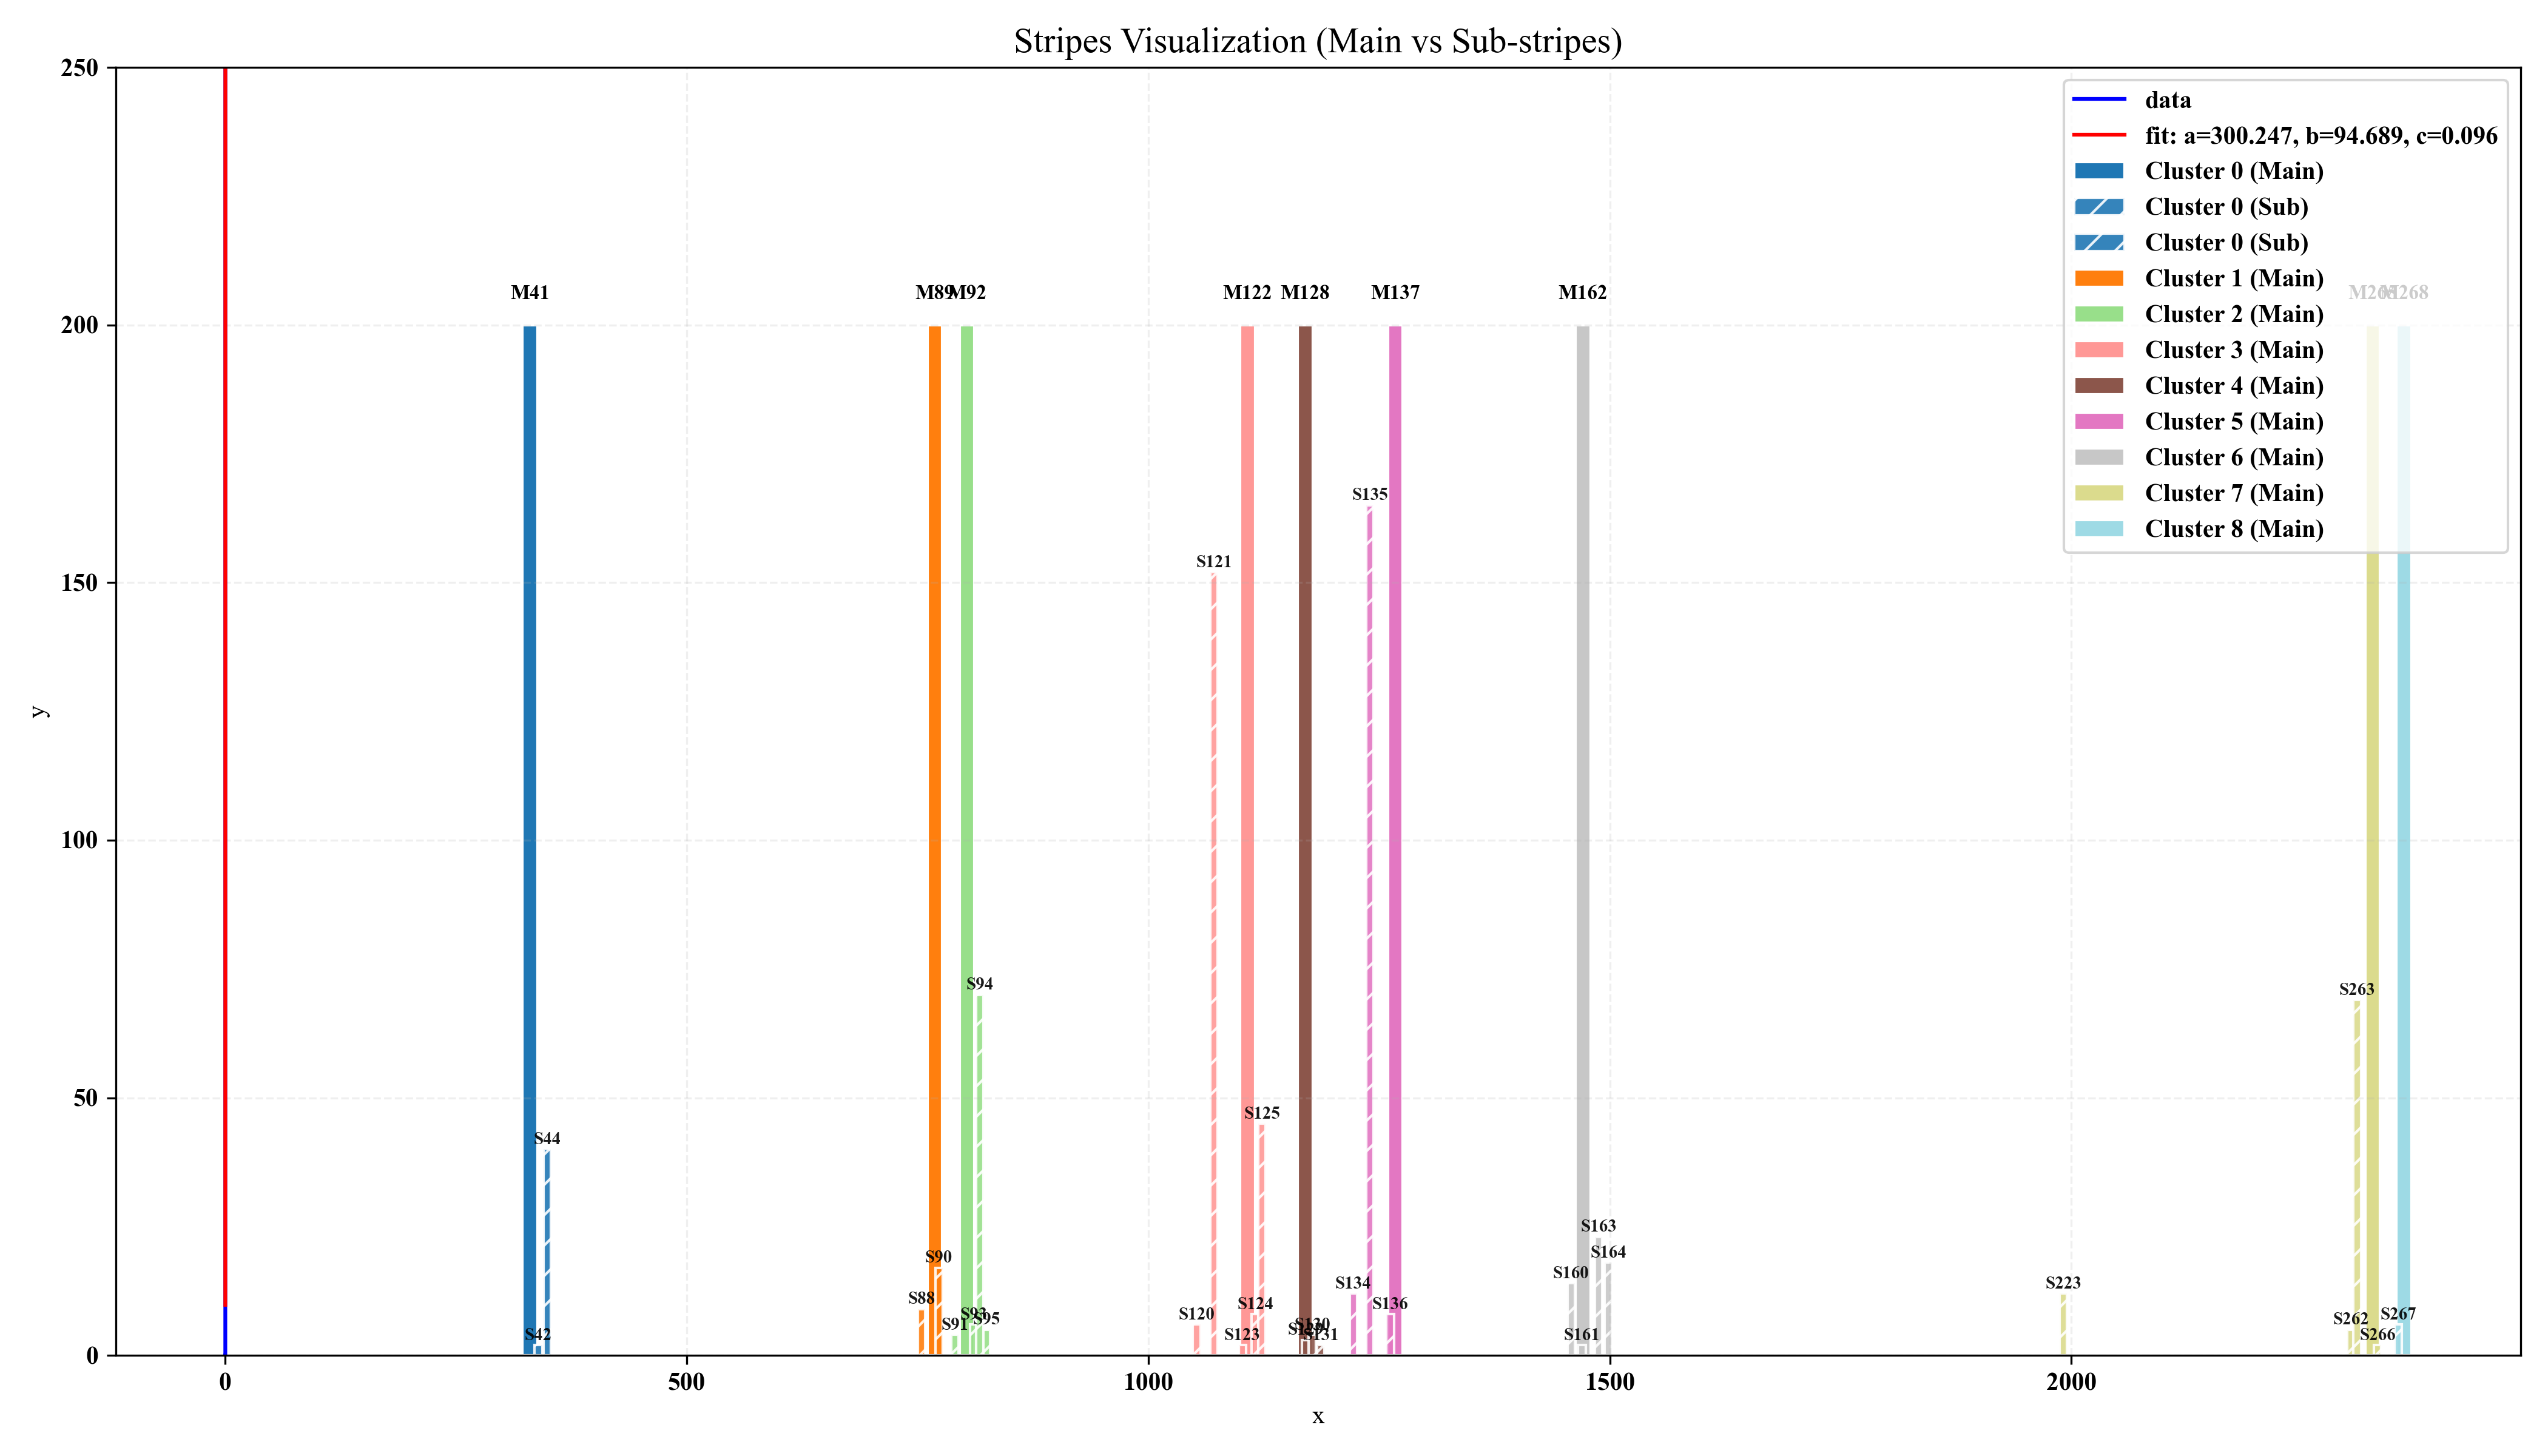 Stripes Visualization (Main vs Sub-stripes)
250
200
150
100
50
0
y
0
500
1000
1500
2000
x
data
fit: a=300.247, b=94.689, c=0.096
Cluster 0 (Main)
Cluster 0 (Sub)
Cluster 0 (Sub)
Cluster 1 (Main)
Cluster 2 (Main)
Cluster 3 (Main)
Cluster 4 (Main)
Cluster 5 (Main)
Cluster 6 (Main)
Cluster 7 (Main)
Cluster 8 (Main)
M41
M89
M92
M122
M128
M137
M162
M268
S135
S121
S94
S263
S125
S44
S163
S90
S164
S160
S88
S134
S223
S124
S136
S120
S93
S95
S91
S130
S131
S262
S267
S42
S123
S161
S266